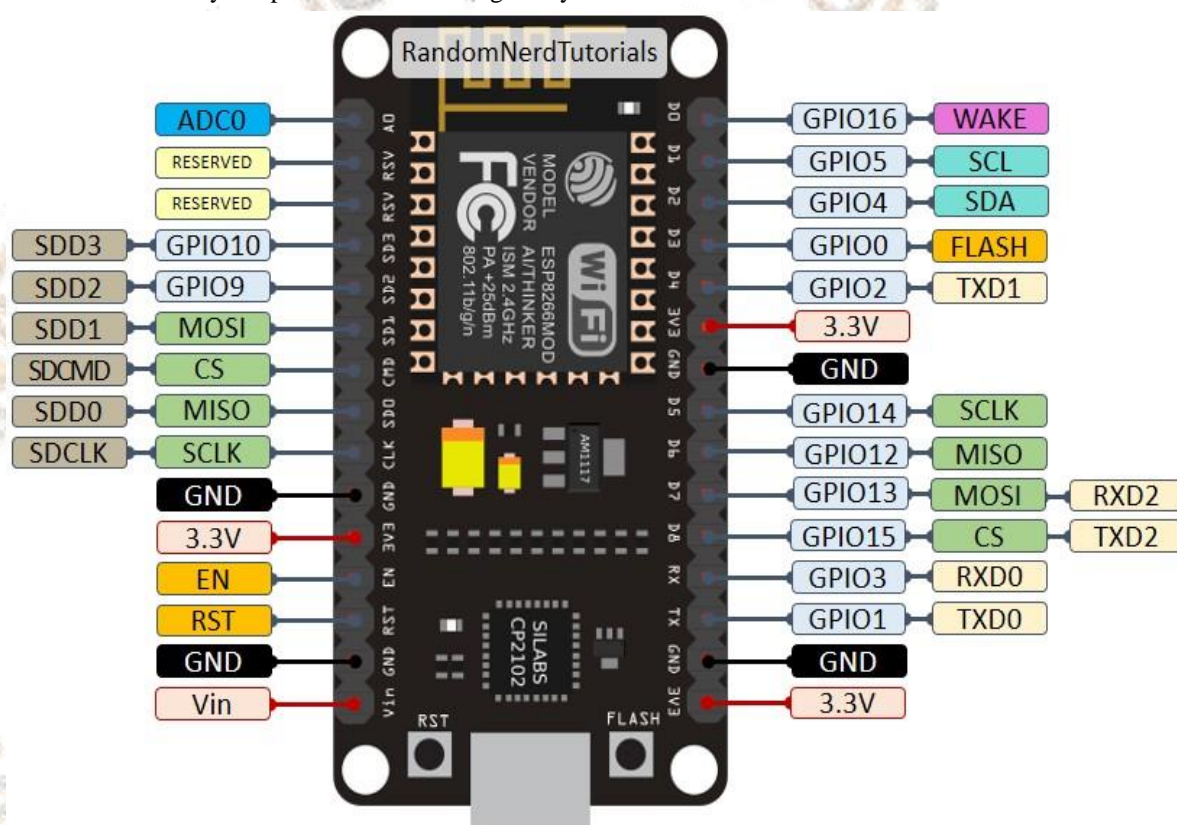 RandomNerdTutorials
ADC0
RESERVED
RESERVED
SDD3 GPIO10
SDD2 GPIO9
SDD1 MOSI
SDCMD CS
SDD0 MISO
SDCLK SCLK
GND
3.3V
EN
RST
GND
Vin
A0
RSV
RSV
SD3
SD2
SD1
CMD
SD0
CLK
GND
3V3
EN
RST
GND
Vin
MODEL ESP8266MOD
VENDOR AI/THINKER
ISM 2.4GHz
PA +25dBm
802.11b/g/n
FC
WiFi
AM1117
SILABS
CP2102
RST
FLASH
D0
D1
D2
D3
D4
3V3
GND
D5
D6
D7
D8
RX
TX
GND
3V3
GPIO16 WAKE
GPIO5 SCL
GPIO4 SDA
GPIO0 FLASH
GPIO2 TXD1
3.3V
GND
GPIO14 SCLK
GPIO12 MISO
GPIO13 MOSI RXD2
GPIO15 CS TXD2
GPIO3 RXD0
GPIO1 TXD0
GND
3.3V